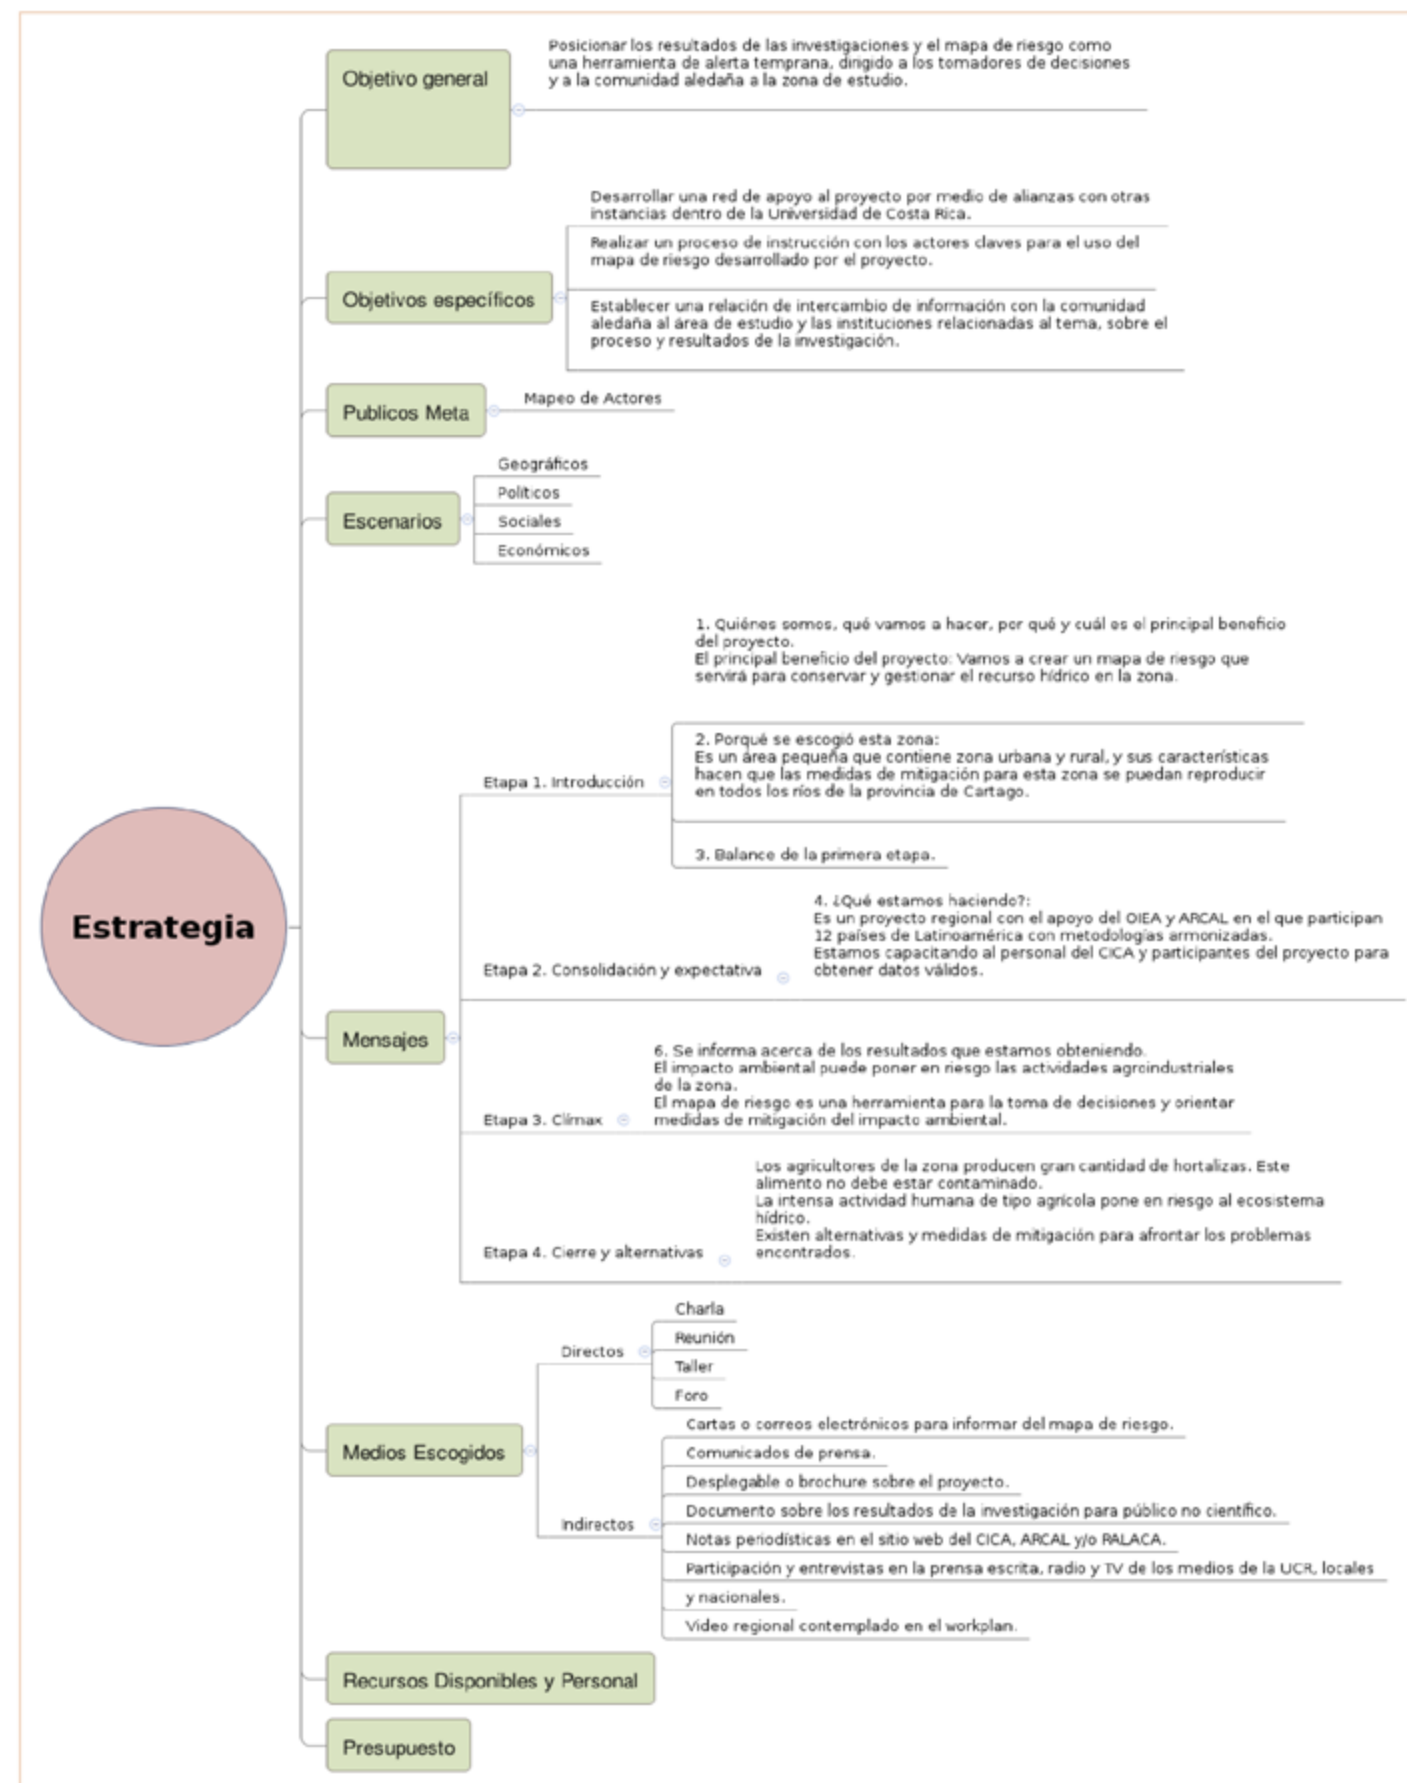 Estrategia
Objetivo general
Posicionar los resultados de las investigaciones y el mapa de riesgo como
una herramienta de alerta temprana, dirigido a los tomadores de decisiones
y a la comunidad aledaña a la zona de estudio.
Objetivos específicos
Desarrollar una red de apoyo al proyecto por medio de alianzas con otras
instancias dentro de la Universidad de Costa Rica.
Realizar un proceso de instrucción con los actores claves para el uso del
mapa de riesgo desarrollado por el proyecto.
Establecer una relación de intercambio de información con la comunidad
aledaña al área de estudio y las instituciones relacionadas al tema, sobre el
proceso y resultados de la investigación.
Publicos Meta
Mapeo de Actores
Escenarios
Geográficos
Políticos
Sociales
Económicos
Mensajes
Etapa 1. Introducción
1. Quiénes somos, qué vamos a hacer, por qué y cuál es el principal beneficio
del proyecto.
El principal beneficio del proyecto: Vamos a crear un mapa de riesgo que
servirá para conservar y gestionar el recurso hídrico en la zona.
2. Porqué se escogió esta zona:
Es un área pequeña que contiene zona urbana y rural, y sus características
hacen que las medidas de mitigación para esta zona se puedan reproducir
en todos los ríos de la provincia de Cartago.
3. Balance de la primera etapa.
Etapa 2. Consolidación y expectativa
4. ¿Qué estamos haciendo?:
Es un proyecto regional con el apoyo del OIEA y ARCAL en el que participan
12 países de Latinoamérica con metodologías armonizadas.
Estamos capacitando al personal del CICA y participantes del proyecto para
obtener datos válidos.
Etapa 3. Clímax
6. Se informa acerca de los resultados que estamos obteniendo.
El impacto ambiental puede poner en riesgo las actividades agroindustriales
de la zona.
El mapa de riesgo es una herramienta para la toma de decisiones y orientar
medidas de mitigación del impacto ambiental.
Etapa 4. Cierre y alternativas
Los agricultores de la zona producen gran cantidad de hortalizas. Este
alimento no debe estar contaminado.
La intensa actividad humana de tipo agrícola pone en riesgo al ecosistema
hídrico.
Existen alternativas y medidas de mitigación para afrontar los problemas
encontrados.
Medios Escogidos
Directos
Charla
Reunión
Taller
Foro
Indirectos
Cartas o correos electrónicos para informar del mapa de riesgo.
Comunicados de prensa.
Desplegable o brochure sobre el proyecto.
Documento sobre los resultados de la investigación para público no científico.
Notas periodísticas en el sitio web del CICA, ARCAL y/o RALACA.
Participación y entrevistas en la prensa escrita, radio y TV de los medios de la UCR, locales
y nacionales.
Video regional contemplado en el workplan.
Recursos Disponibles y Personal
Presupuesto